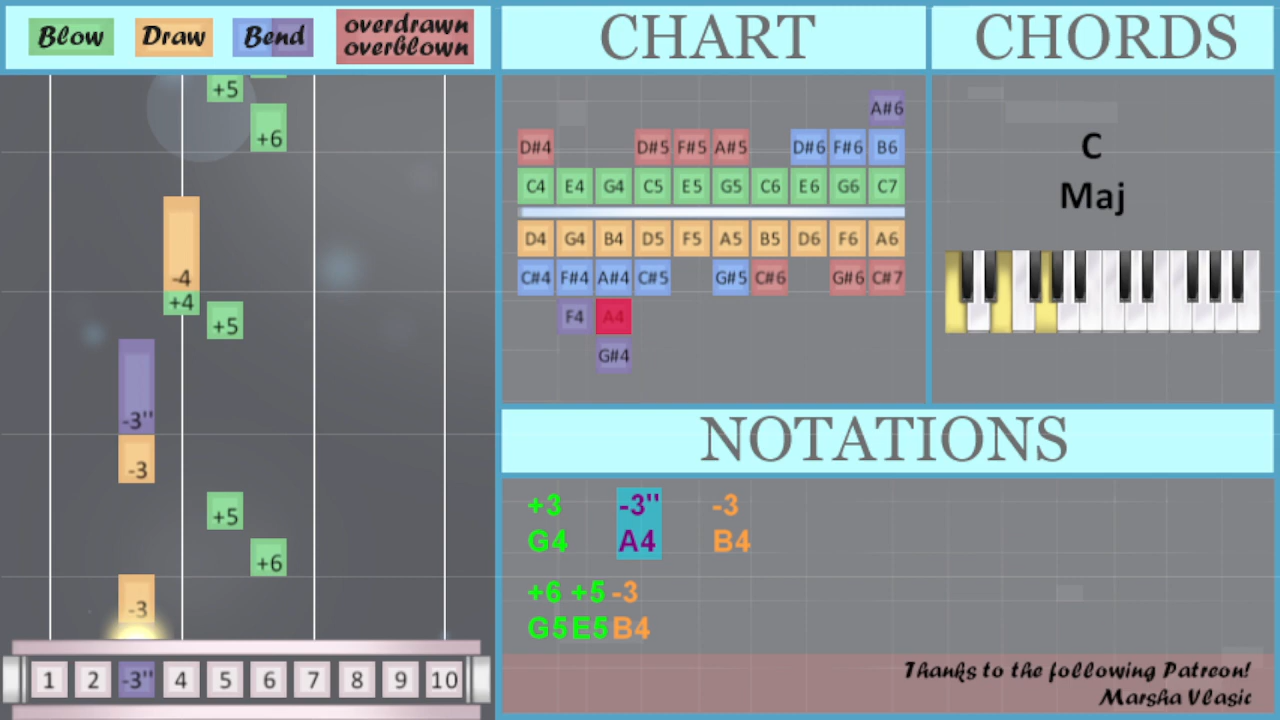 Blow Draw Bend overdrawn
overblown
CHART
CHORDS
+5
+6
-4
+4
+5
-3''
-3
+5
+6
-3
1 2 -3'' 4 5 6 7 8 9 10
A#6
D#4 D#5 F#5 A#5 D#6 F#6 B6
C4 E4 G4 C5 E5 G5 C6 E6 G6 C7
D4 G4 B4 D5 F5 A5 B5 D6 F6 A6
C#4 F#4 A#4 C#5 G#5 C#6 G#6 C#7
F4 A4
G#4
C
Maj
NOTATIONS
+3 -3'' -3
G4 A4 B4
+6 +5 -3
G5 E5 B4
Thanks to the following Patreon!
Marsha Vlasic